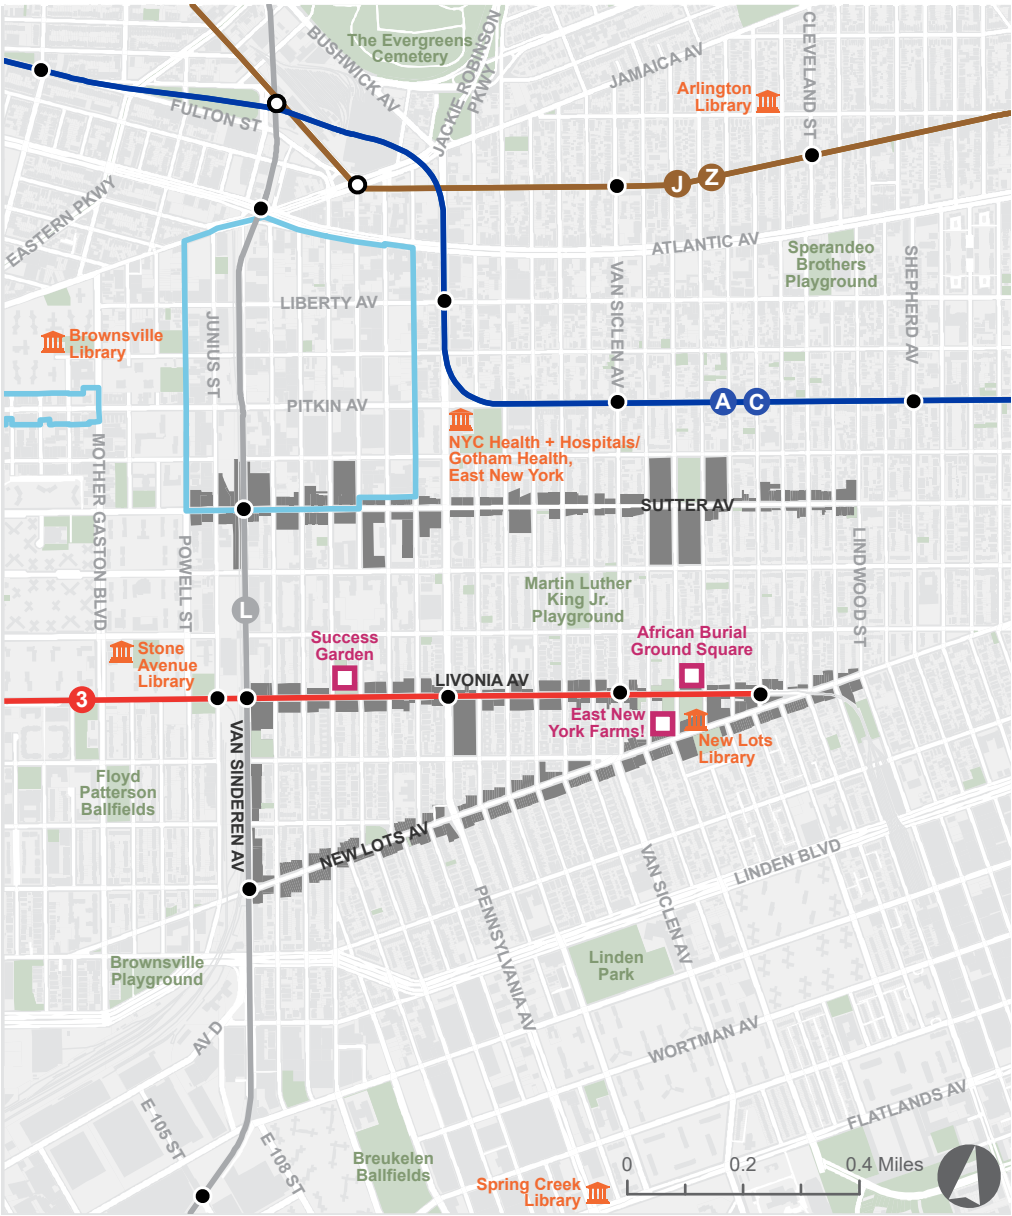 BUSHWICK AV
The Evergreens
Cemetery
JACKIE ROBINSON
PKWY
JAMAICA AV
CLEVELAND ST
Arlington
Library
FULTON ST
J
Z
EASTERN PKWY
ATLANTIC AV
Sperandeo
Brothers
Playground
SHEPHERD AV
VAN SICLEN AV
LIBERTY AV
JUNIUS ST
Brownsville
Library
PITKIN AV
A
C
NYC Health + Hospitals/
Gotham Health,
East New York
MOTHER GASTON BLVD
SUTTER AV
POWELL ST
LINDWOOD ST
Martin Luther
King Jr.
Playground
L
Success
Garden
African Burial
Ground Square
Stone
Avenue
Library
LIVONIA AV
3
East New
York Farms!
New Lots
Library
VAN SINDEREN AV
Floyd
Patterson
Ballfields
NEW LOTS AV
LINDEN BLVD
VAN SICLEN AV
PENNSYLVANIA AV
Brownsville
Playground
Linden
Park
AV D
WORTMAN AV
E 105 ST
E 108 ST
FLATLANDS AV
Breukelen
Ballfields
Spring Creek
Library
0
0.2
0.4 Miles